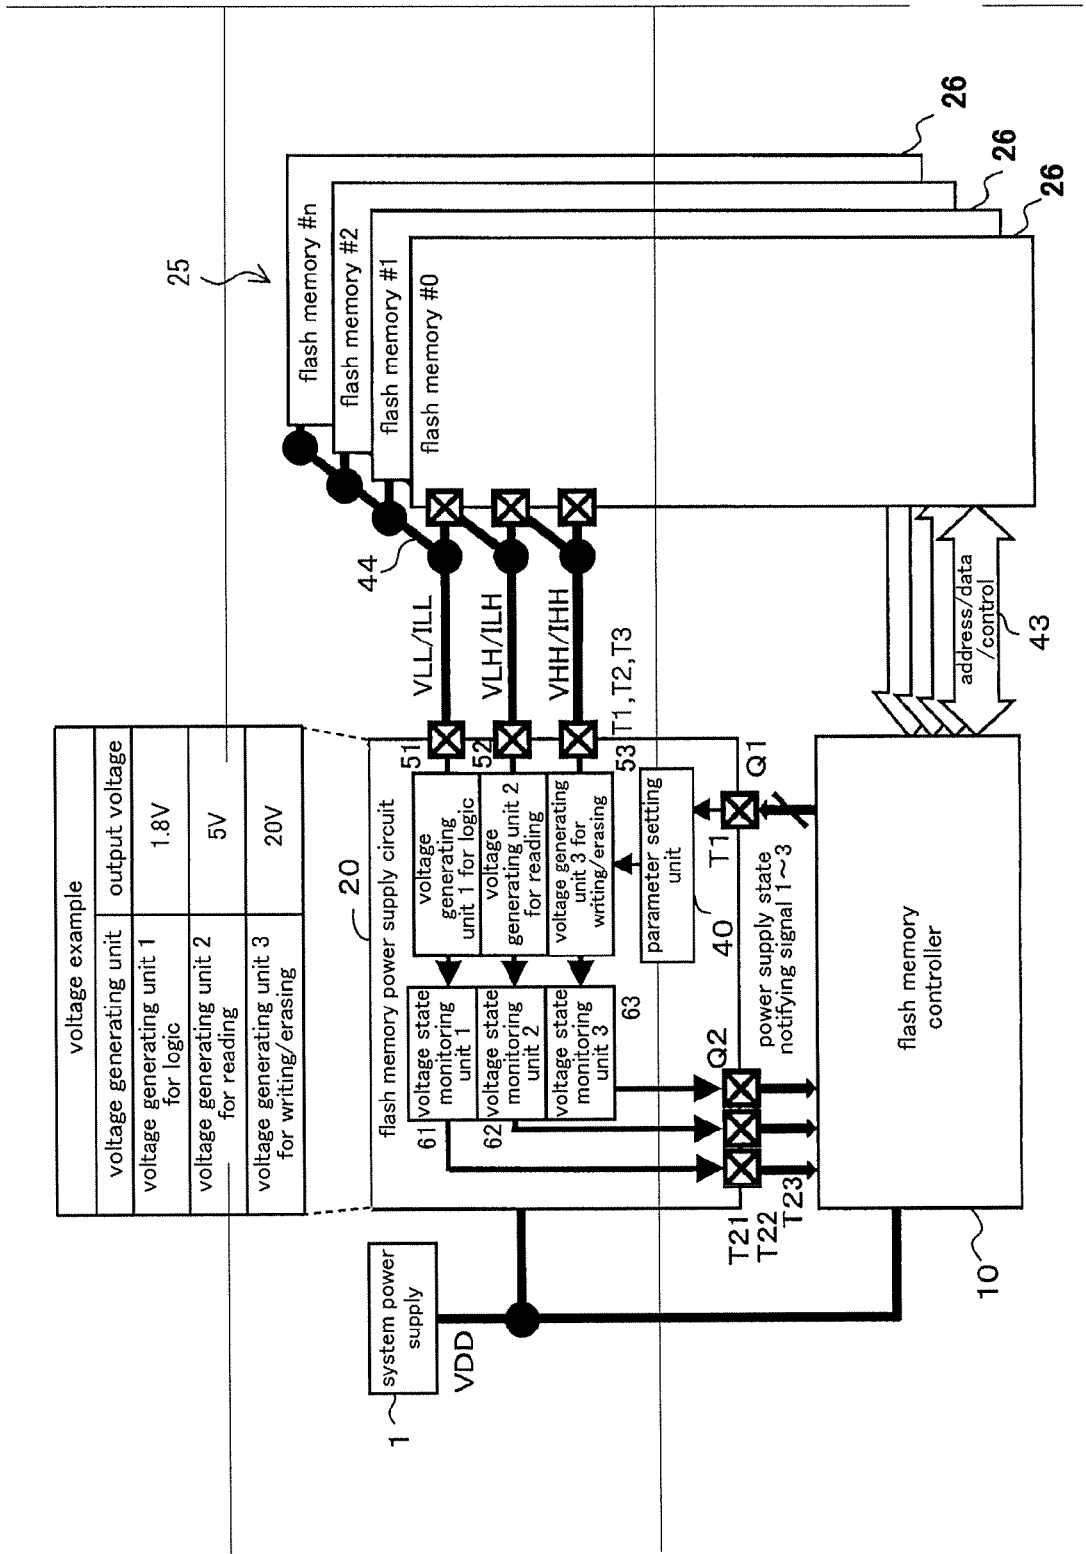 voltage example
voltage generating unit
output voltage
voltage generating unit 1
for logic
1.8V
voltage generating unit 2
for reading
5V
voltage generating unit 3
for writing/erasing
20V
1
system power
supply
VDD
20
flash memory power supply circuit
61
voltage state
monitoring
unit 1
62
voltage state
monitoring
unit 2
voltage state
monitoring
unit 3
63
51
voltage
generating
unit 1 for logic
52
voltage
generating unit 2
for reading
53
voltage generating
unit 3 for
writing/erasing
T1,T2,T3
parameter setting
unit
40
T1
Q1
Q2
T21
T22
T23
power supply state
notifying signal 1~3
flash memory
controller
10
VLL/ILL
VLH/ILH
VHH/IHH
44
25
flash memory #n
flash memory #2
flash memory #1
flash memory #0
26
26
26
address/data
/control
43